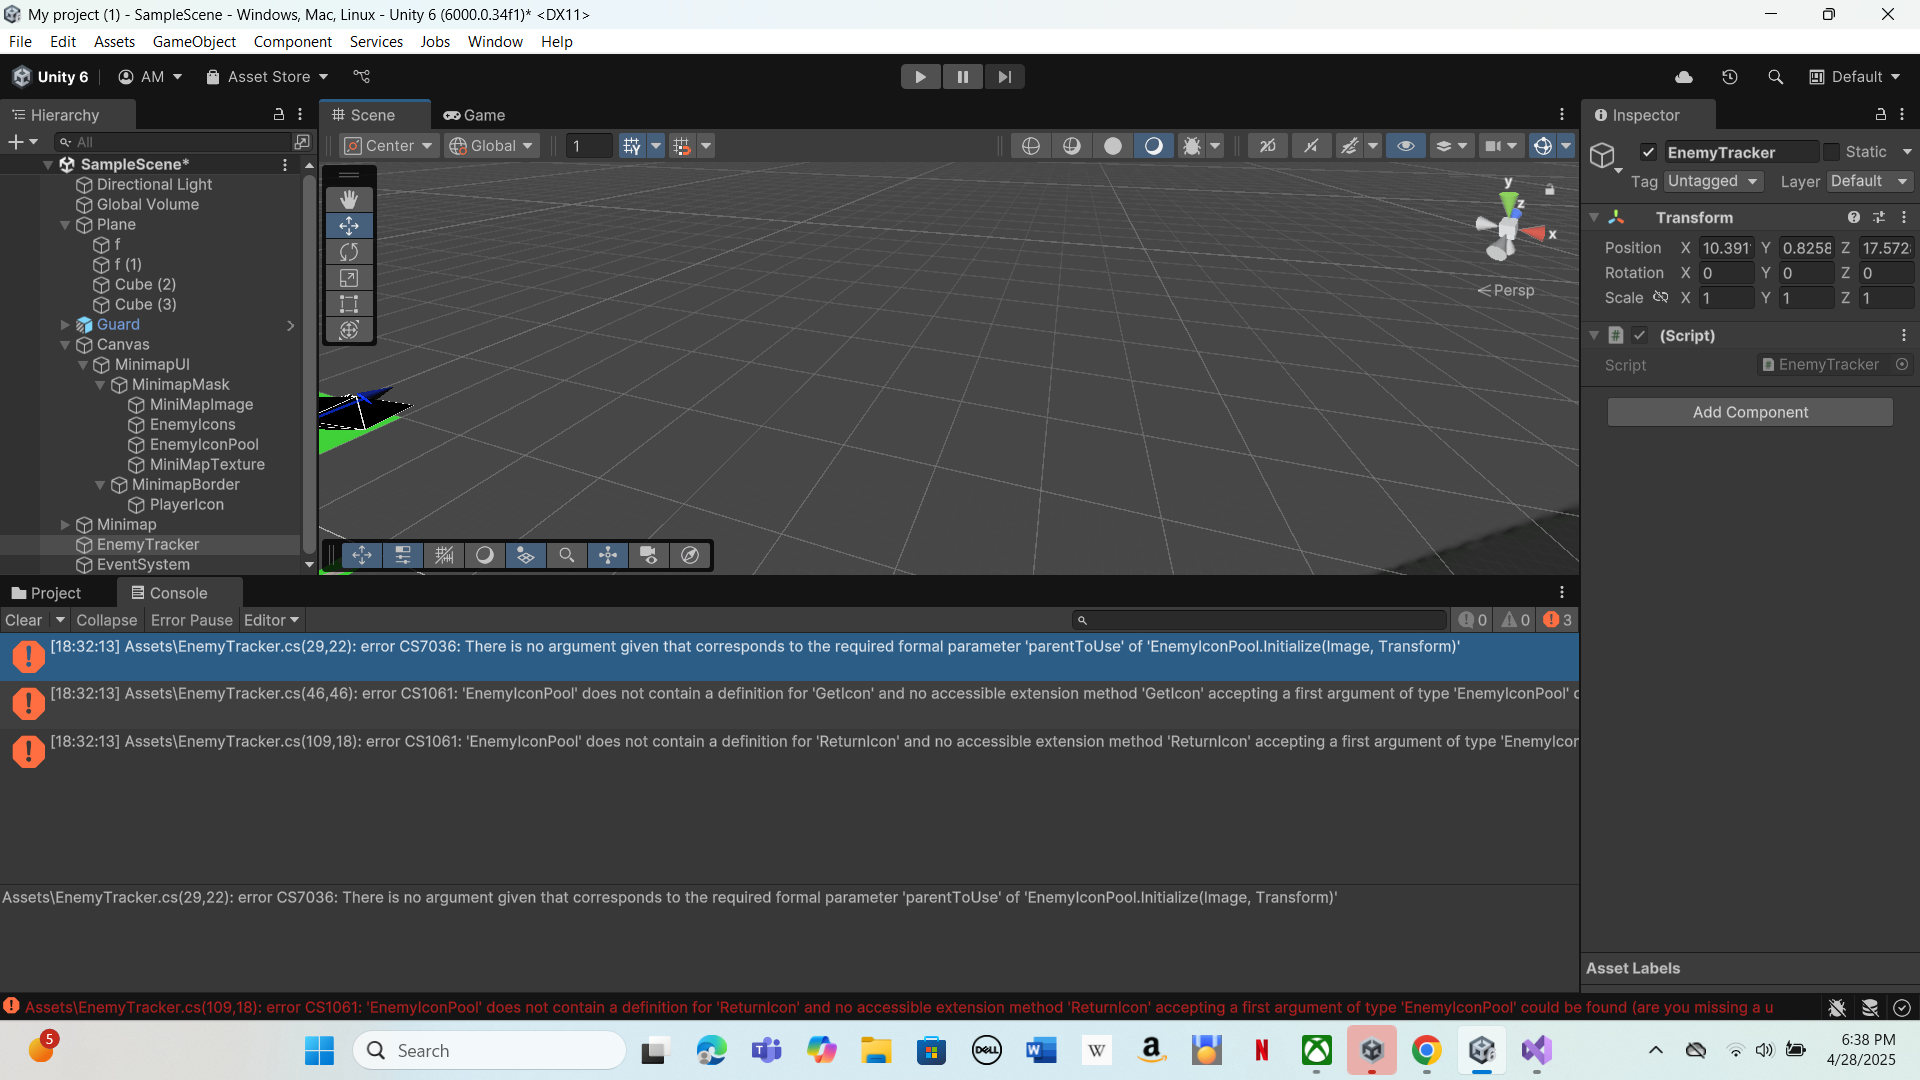 My project (1) - SampleScene - Windows, Mac, Linux - Unity 6 (6000.0.34f1)* <DX11>
File Edit Assets GameObject Component Services Jobs Window Help
Unity 6 AM Asset Store Default
Hierarchy
All
SampleScene*
Directional Light
Global Volume
Plane
f
f (1)
Cube (2)
Cube (3)
Guard
Canvas
MinimapUI
MinimapMask
MiniMapImage
EnemyIcons
EnemyIconPool
MiniMapTexture
MinimapBorder
PlayerIcon
Minimap
EnemyTracker
EventSystem
Scene Game
Center Global 1
y
z
x
Persp
Inspector
EnemyTracker Static
Tag Untagged Layer Default
Transform
Position X 10.391 Y 0.8258 Z 17.572
Rotation X 0 Y 0 Z 0
Scale X 1 Y 1 Z 1
(Script)
Script EnemyTracker
Add Component
Asset Labels
Project Console
Clear Collapse Error Pause Editor 0 0 3
[18:32:13] Assets\EnemyTracker.cs(29,22): error CS7036: There is no argument given that corresponds to the required formal parameter 'parentToUse' of 'EnemyIconPool.Initialize(Image, Transform)'
[18:32:13] Assets\EnemyTracker.cs(46,46): error CS1061: 'EnemyIconPool' does not contain a definition for 'GetIcon' and no accessible extension method 'GetIcon' accepting a first argument of type 'EnemyIconPool' c
[18:32:13] Assets\EnemyTracker.cs(109,18): error CS1061: 'EnemyIconPool' does not contain a definition for 'ReturnIcon' and no accessible extension method 'ReturnIcon' accepting a first argument of type 'EnemyIcor
Assets\EnemyTracker.cs(29,22): error CS7036: There is no argument given that corresponds to the required formal parameter 'parentToUse' of 'EnemyIconPool.Initialize(Image, Transform)'
Assets\EnemyTracker.cs(109,18): error CS1061: 'EnemyIconPool' does not contain a definition for 'ReturnIcon' and no accessible extension method 'ReturnIcon' accepting a first argument of type 'EnemyIconPool' could be found (are you missing a u
5
Search
DELL
W
W
a
N
6:38 PM
4/28/2025